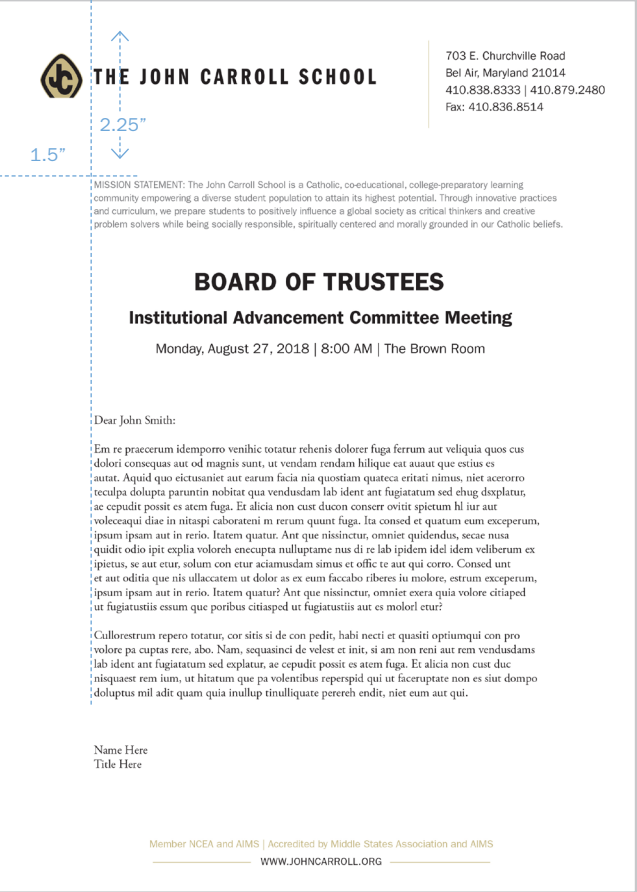 JC
THE JOHN CARROLL SCHOOL
703 E. Churchville Road
Bel Air, Maryland 21014
410.838.8333 | 410.879.2480
Fax: 410.836.8514
2.25”
1.5”
MISSION STATEMENT: The John Carroll School is a Catholic, co-educational, college-preparatory learning
community empowering a diverse student population to attain its highest potential. Through innovative practices
and curriculum, we prepare students to positively influence a global society as critical thinkers and creative
problem solvers while being socially responsible, spiritually centered and morally grounded in our Catholic beliefs.
BOARD OF TRUSTEES
Institutional Advancement Committee Meeting
Monday, August 27, 2018 | 8:00 AM | The Brown Room
Dear John Smith:
Em re praecerum idemporro venihic totatur rehenis dolorer fuga ferrum aut veliquia quos cus
dolori consequas aut od magnis sunt, ut vendam rendam hilique eat auaut que estius es
autat. Aquid quo eictusaniet aut earum facia nia quostiam quateca eritati nimus, niet acerorro
teculpa dolupta paruntin nobitat qua vendusdam lab ident ant fugiatatum sed ehug dsxplatur,
ae cepudit possit es atem fuga. Et alicia non cust ducon conserr ovitit spietum hl iur aut
voleceaqui diae in nitaspi caborateni m rerum quunt fuga. Ita consed et quatum eum exceperum,
ipsum ipsam aut in rerio. Itatem quatur. Ant que nissinctur, omniet quidendus, secae nusa
quidit odio ipit explia voloreh enecupta nulluptame nus di re lab ipidem idel idem veliberum ex
ipietus, se aut etur, solum con etur aciamusdam simus et offic te aut qui corro. Consed unt
et aut oditia que nis ullaccatem ut dolor as ex eum faccabo riberes iu molore, estrum exceperum,
ipsum ipsam aut in rerio. Itatem quatur? Ant que nissinctur, omniet exera quia volore citiaped
ut fugiatustiis essum que poribus citiasped ut fugiatustiis aut es molorl etur?
Cullorestrum repero totatur, cor sitis si de con pedit, habi necti et quasiti optiumqui con pro
volore pa cuptas rere, abo. Nam, sequasinci de velest et init, si am non reni aut rem vendusdams
lab ident ant fugiatatum sed explatur, ae cepudit possit es atem fuga. Et alicia non cust duc
nisquaest rem ium, ut hitatum que pa volentibus reperspid qui ut faceruptate non es siut dompo
doluptus mil adit quam quia inullup tinulliquate perereh endit, niet eum aut qui.
Name Here
Title Here
Member NCEA and AIMS | Accredited by Middle States Association and AIMS
WWW.JOHNCARROLL.ORG